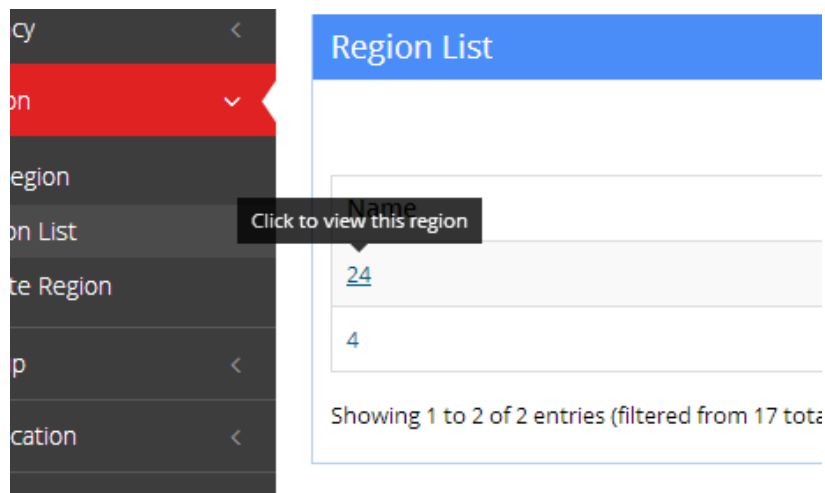 cy
on
egion
on List
te Region
p
cation
Region List
Name
Click to view this region
24
4
Showing 1 to 2 of 2 entries (filtered from 17 tota